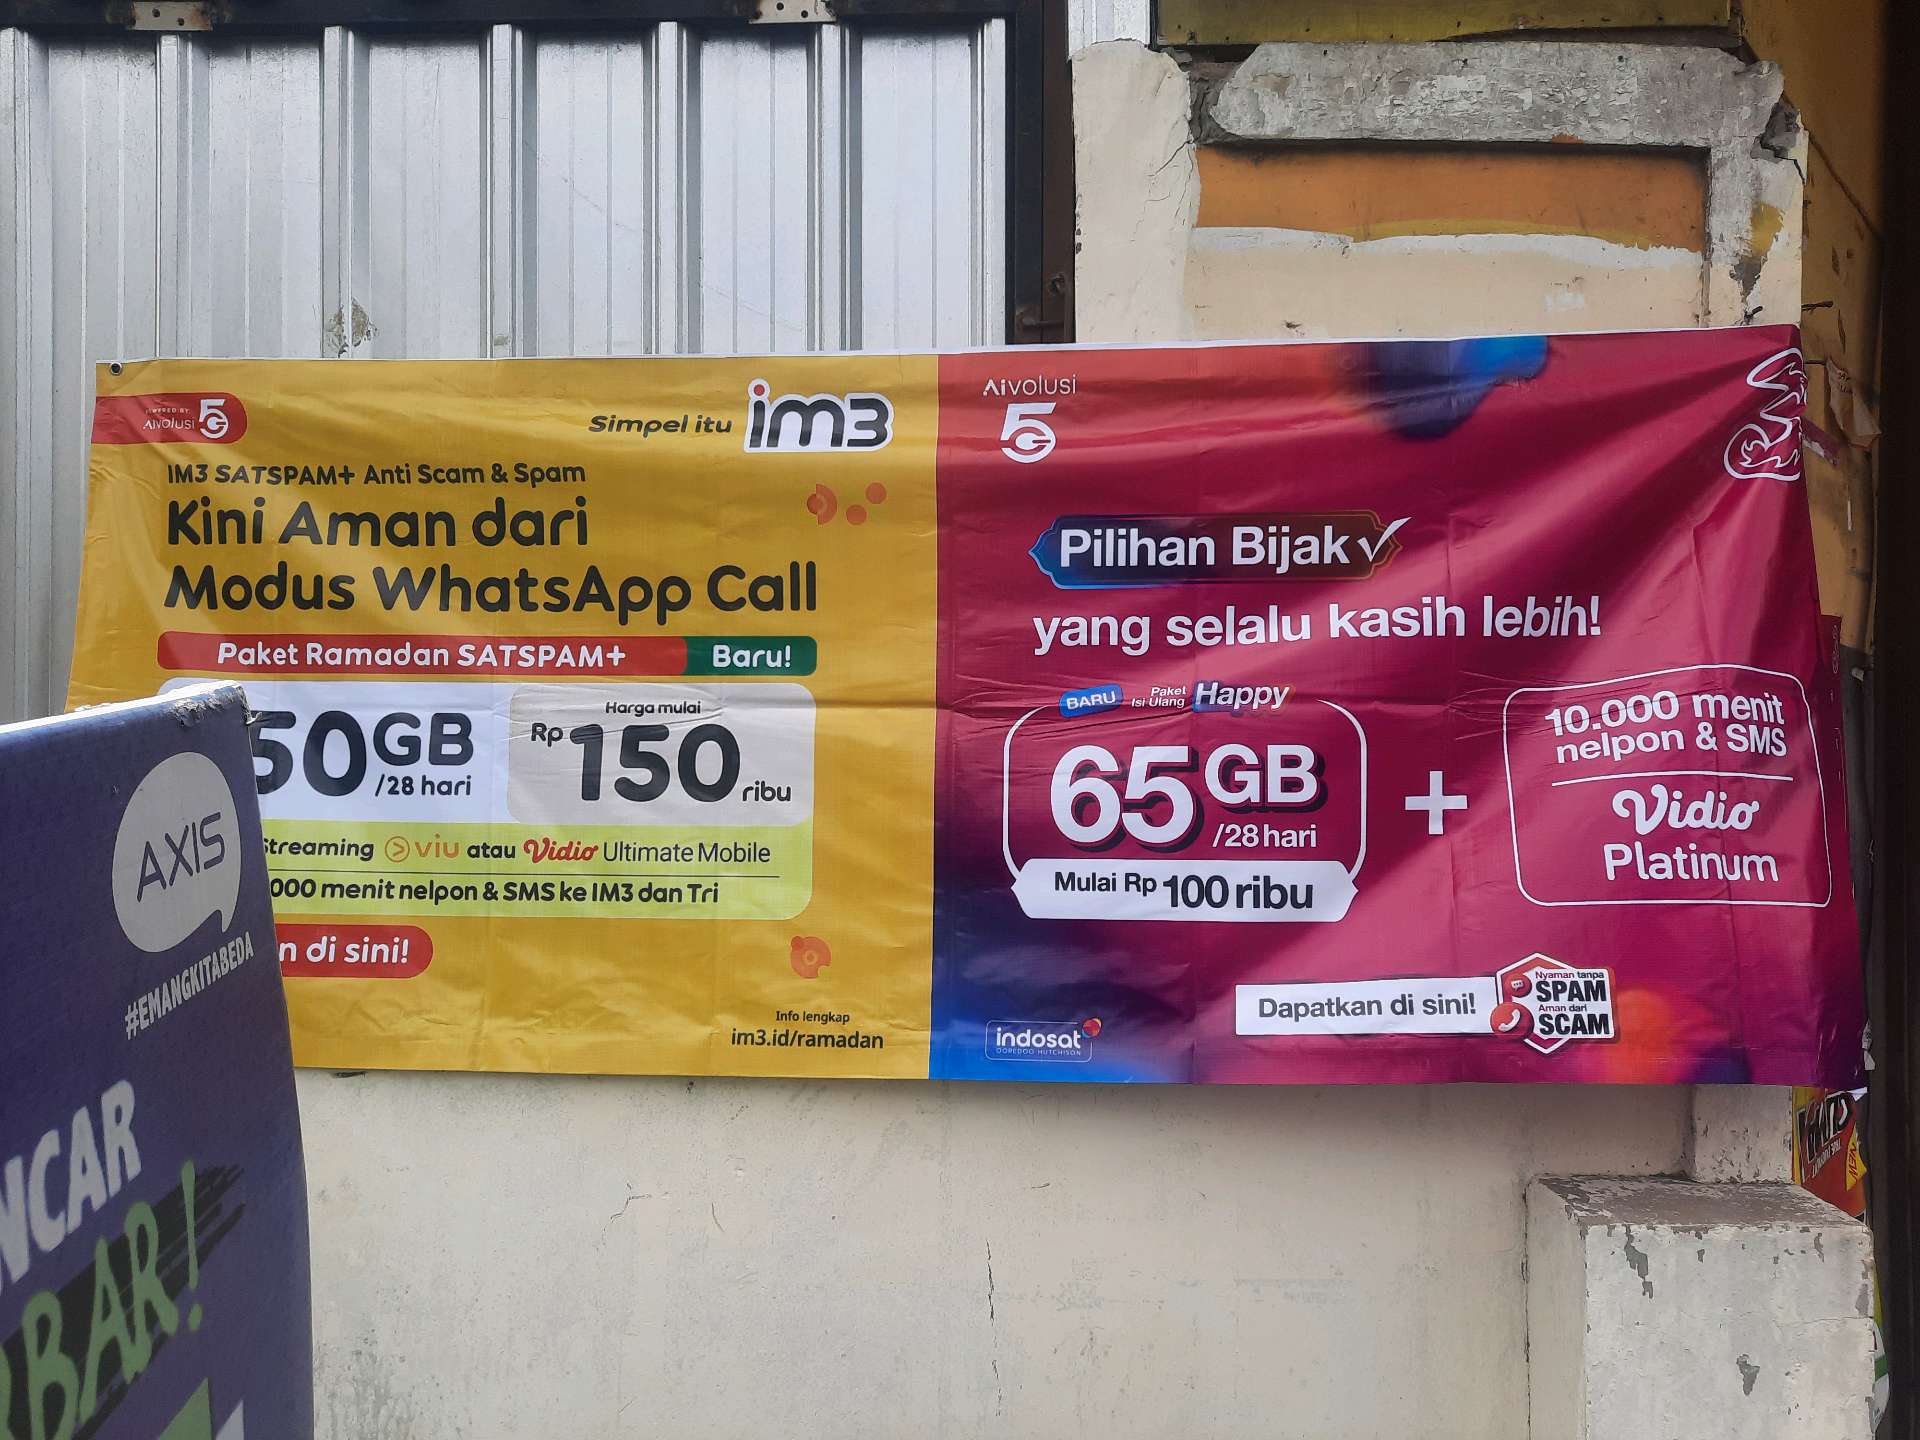 POWERED BY
AIVOLUSI 5G
Simpel itu im3
IM3 SATSPAM+ Anti Scam & Spam
Kini Aman dari
Modus WhatsApp Call
Paket Ramadan SATSPAM+ Baru!
50GB
/28 hari
Harga mulai
Rp 150 ribu
Streaming viu atau Vidio Ultimate Mobile
000 menit nelpon & SMS ke IM3 dan Tri
n di sini!
Info lengkap
im3.id/ramadan
AIVOLUSI
5G
3
Pilihan Bijak
yang selalu kasih lebih!
BARU Paket Isi Ulang Happy
65GB
/28 hari
Mulai Rp 100 ribu
+
10.000 menit
nelpon & SMS
Vidio
Platinum
Dapatkan di sini!
Nyaman tanpa
SPAM
Aman dari
SCAM
indosat
OOREDOO HUTCHISON
AXIS
#EMANGKITABEDA
NCAR
BAR!